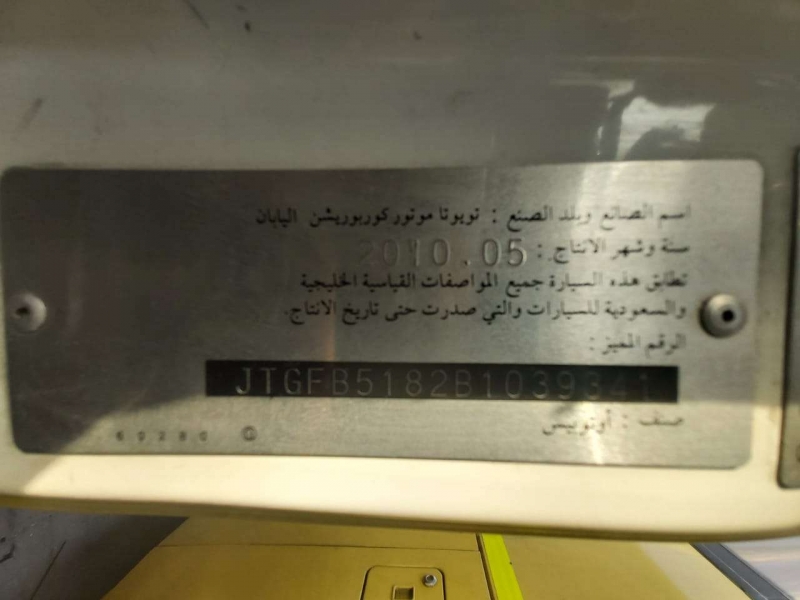 اسم الصانع وبلد الصنع : تويوتا موتور كوربوريشن اليابان
سنة وشهر الانتاج : 2010.05
تطابق هذه السيارة جميع المواصفات القياسية الخليجية
والسعودية للسيارات والتي صدرت حتى تاريخ الانتاج.
الرقم المميز :
JTGFB5182B1039341
صنف : أوتوبيس
60280